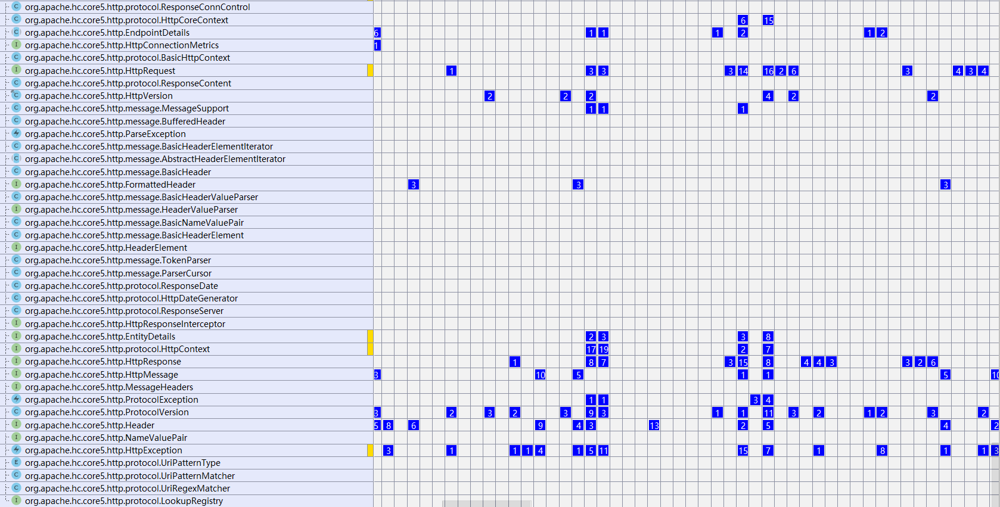 C org.apache.hc.core5.http.protocol.ResponseConnControl
C org.apache.hc.core5.http.protocol.HttpCoreContext 6 15
C org.apache.hc.core5.http.EndpointDetails 6 1 1 1 2 1 2
I org.apache.hc.core5.http.HttpConnectionMetrics 1
C org.apache.hc.core5.http.protocol.BasicHttpContext
I org.apache.hc.core5.http.HttpRequest 1 3 3 3 14 16 2 6 3 4 3 4
C org.apache.hc.core5.http.protocol.ResponseContent
C org.apache.hc.core5.http.HttpVersion 2 2 2 4 2 2
C org.apache.hc.core5.http.message.MessageSupport 1 1 1
C org.apache.hc.core5.http.message.BufferedHeader
org.apache.hc.core5.http.ParseException
C org.apache.hc.core5.http.message.BasicHeaderElementIterator
C org.apache.hc.core5.http.message.AbstractHeaderElementIterator
C org.apache.hc.core5.http.message.BasicHeader
I org.apache.hc.core5.http.FormattedHeader 3 3 3
C org.apache.hc.core5.http.message.BasicHeaderValueParser
I org.apache.hc.core5.http.message.HeaderValueParser
C org.apache.hc.core5.http.message.BasicNameValuePair
C org.apache.hc.core5.http.message.BasicHeaderElement
I org.apache.hc.core5.http.HeaderElement
C org.apache.hc.core5.http.message.TokenParser
C org.apache.hc.core5.http.message.ParserCursor
C org.apache.hc.core5.http.protocol.ResponseDate
C org.apache.hc.core5.http.protocol.HttpDateGenerator
C org.apache.hc.core5.http.protocol.ResponseServer
I org.apache.hc.core5.http.HttpResponseInterceptor
I org.apache.hc.core5.http.EntityDetails 2 3 3 8
I org.apache.hc.core5.http.protocol.HttpContext 17 19 2 7
I org.apache.hc.core5.http.HttpResponse 1 8 7 3 15 8 4 4 3 3 2 6
I org.apache.hc.core5.http.HttpMessage 3 10 5 1 1 5 10
I org.apache.hc.core5.http.MessageHeaders
org.apache.hc.core5.http.ProtocolException 1 1 3 4
C org.apache.hc.core5.http.ProtocolVersion 3 2 3 2 3 9 3 1 1 11 3 2 1 2 3 2
I org.apache.hc.core5.http.Header 5 8 6 9 4 3 13 2 5 4 2
I org.apache.hc.core5.http.NameValuePair
org.apache.hc.core5.http.HttpException 3 1 1 1 4 1 5 11 15 7 1 8 1 1 3
E org.apache.hc.core5.http.protocol.UriPatternType
C org.apache.hc.core5.http.protocol.UriPatternMatcher
C org.apache.hc.core5.http.protocol.UriRegexMatcher
I org.apache.hc.core5.http.protocol.LookupRegistry